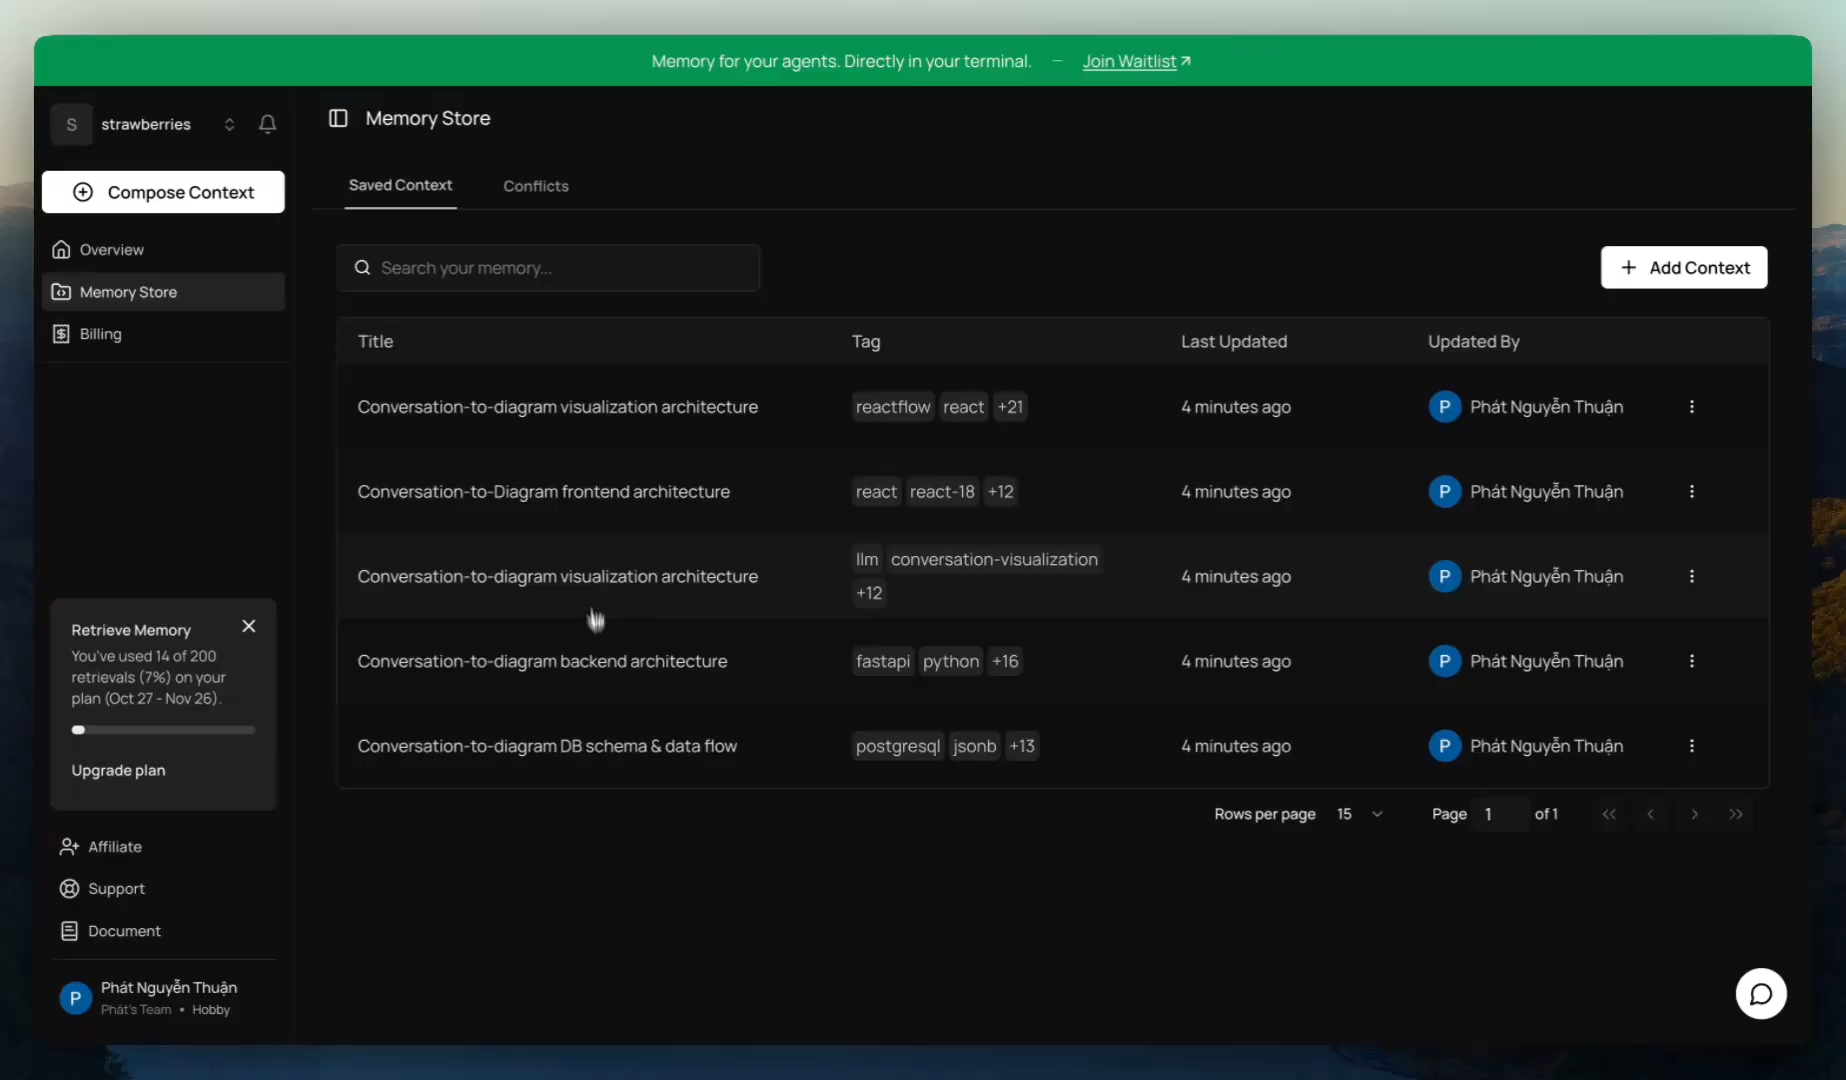 Memory for your agents. Directly in your terminal. — Join Waitlist
S strawberries
Compose Context
Overview
Memory Store
Billing
Retrieve Memory
You've used 14 of 200
retrievals (7%) on your
plan (Oct 27 - Nov 26).
Upgrade plan
Affiliate
Support
Document
P Phát Nguyễn Thuận
Phát's Team • Hobby
Memory Store
Saved Context Conflicts
Search your memory...
+ Add Context
Title Tag Last Updated Updated By
Conversation-to-diagram visualization architecture reactflow react +21 4 minutes ago P Phát Nguyễn Thuận
Conversation-to-Diagram frontend architecture react react-18 +12 4 minutes ago P Phát Nguyễn Thuận
Conversation-to-diagram visualization architecture llm conversation-visualization +12 4 minutes ago P Phát Nguyễn Thuận
Conversation-to-diagram backend architecture fastapi python +16 4 minutes ago P Phát Nguyễn Thuận
Conversation-to-diagram DB schema & data flow postgresql jsonb +13 4 minutes ago P Phát Nguyễn Thuận
Rows per page 15 Page 1 of 1